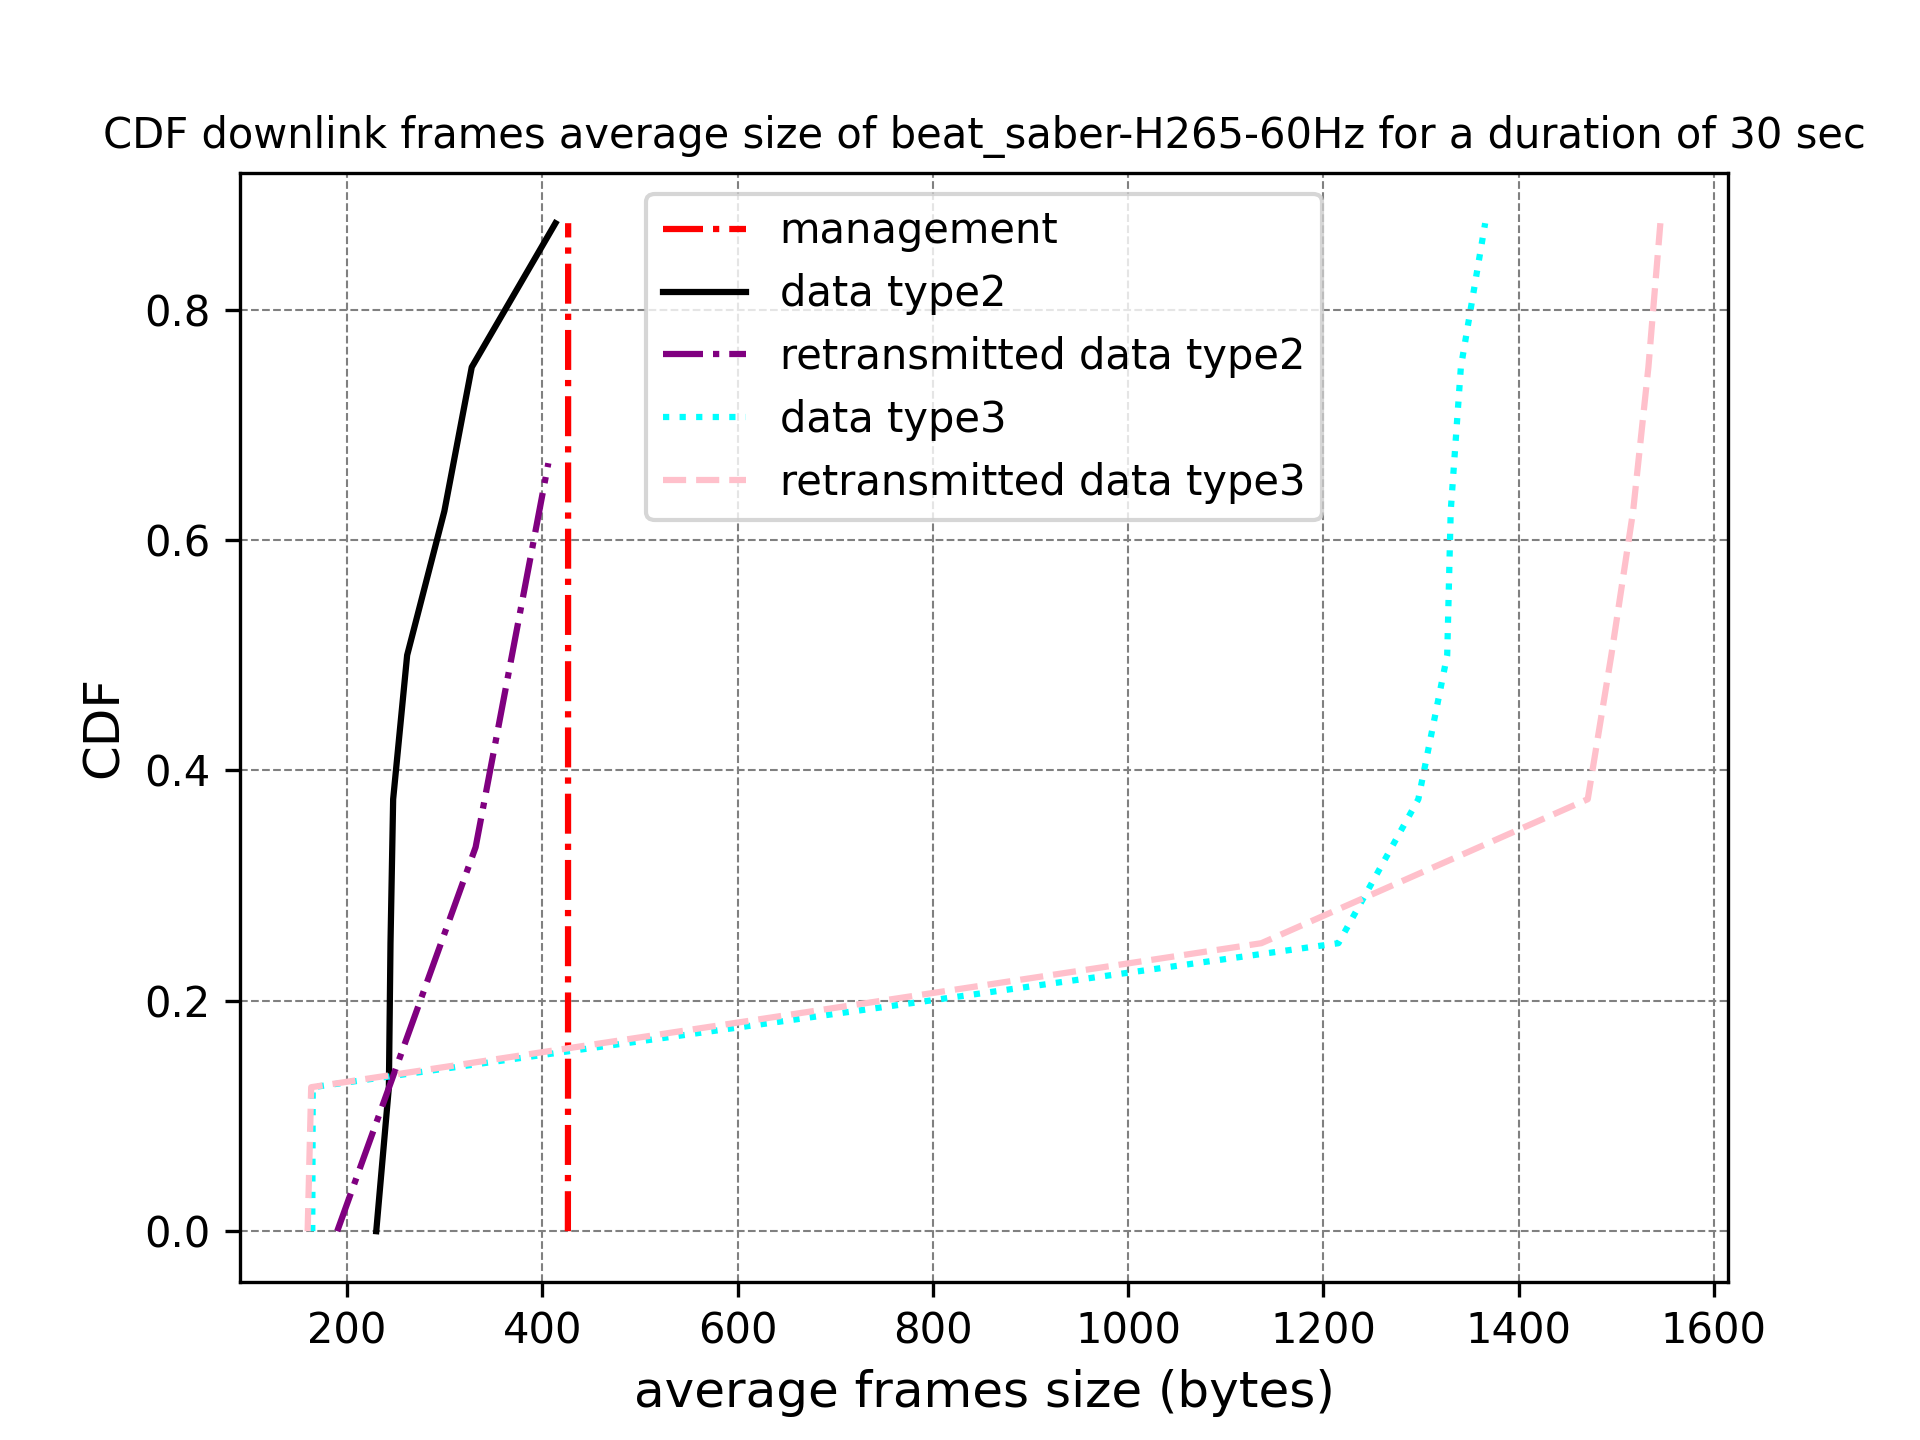 CDF downlink frames average size of beat_saber-H265-60Hz for a duration of 30 sec
management
data type2
retransmitted data type2
data type3
retransmitted data type3
CDF
0.8
0.6
0.4
0.2
0.0
200 400 600 800 1000 1200 1400 1600
average frames size (bytes)